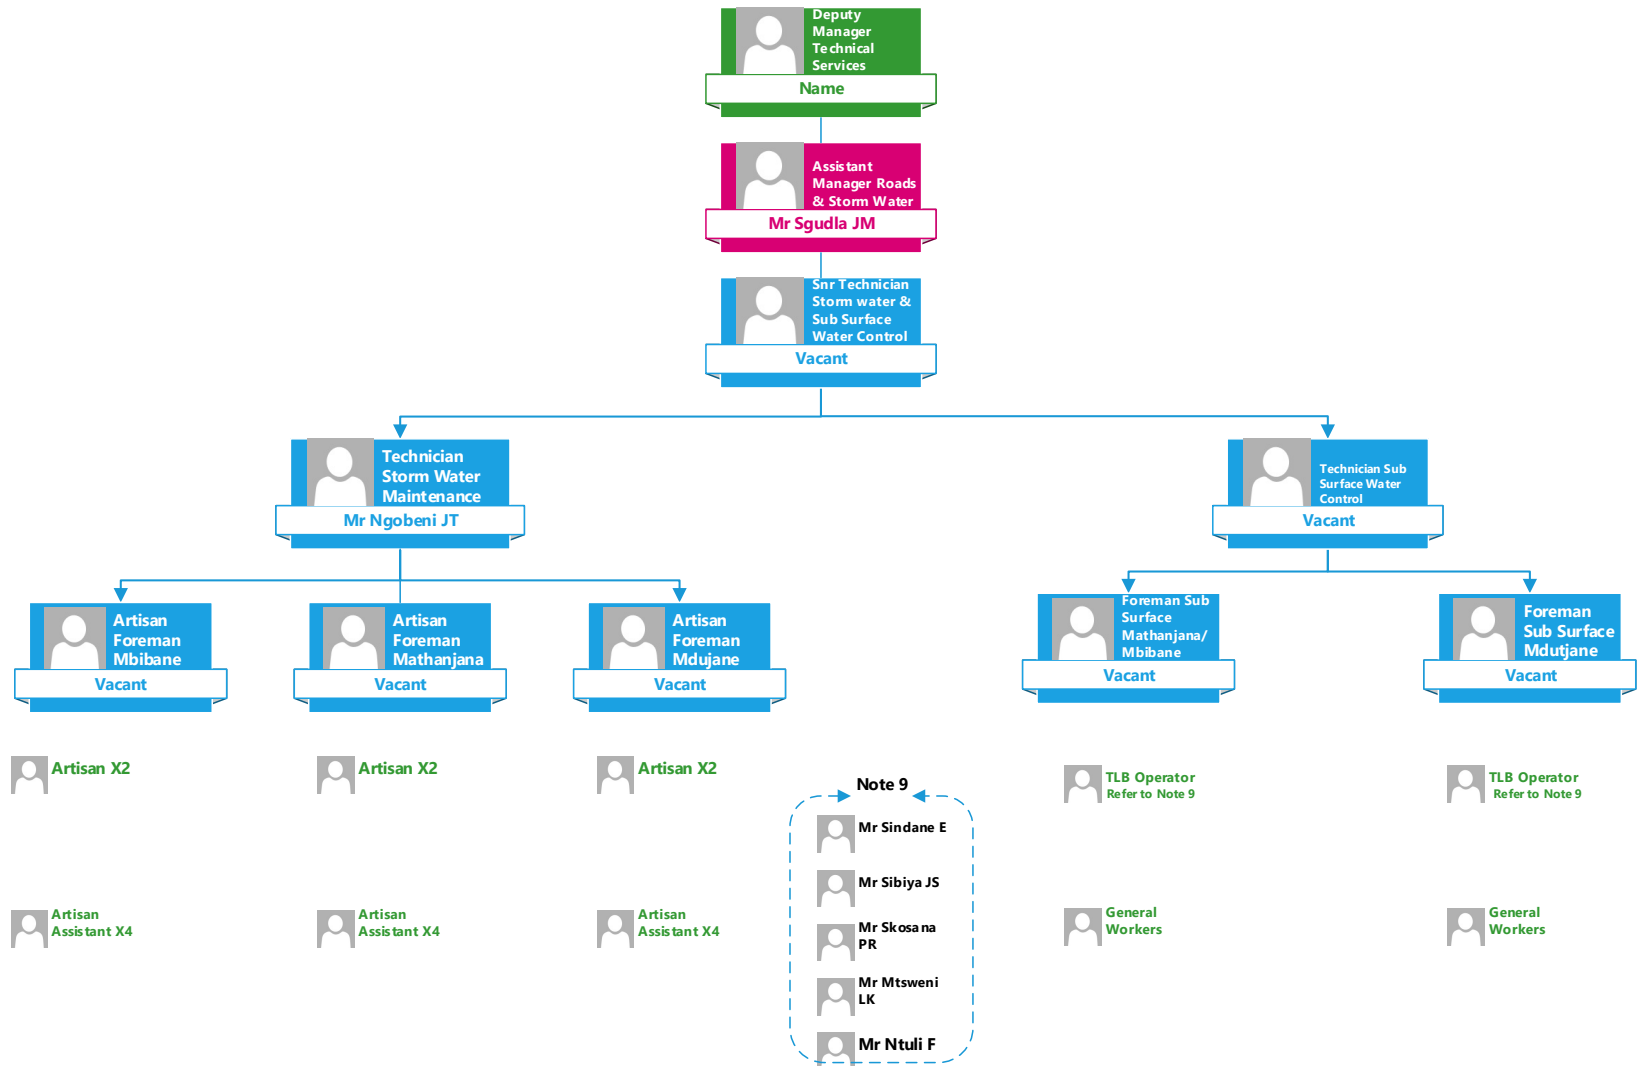 Deputy
Manager
Technical
Services
Name
Assistant
Manager Roads
& Storm Water
Mr Sgudla JM
Snr Technician
Storm water &
Sub Surface
Water Control
Vacant
Technician
Storm Water
Maintenance
Mr Ngobeni JT
Technician Sub
Surface Water
Control
Vacant
Artisan
Foreman
Mbibane
Vacant
Artisan
Foreman
Mathanjana
Vacant
Artisan
Foreman
Mdujane
Vacant
Foreman Sub
Surface
Mathanjana/
Mbibane
Vacant
Foreman
Sub Surface
Mdutjane
Vacant
Artisan X2
Artisan X2
Artisan X2
TLB Operator
Refer to Note 9
TLB Operator
Refer to Note 9
Artisan
Assistant X4
Artisan
Assistant X4
Artisan
Assistant X4
General
Workers
General
Workers
Note 9
Mr Sindane E
Mr Sibiya JS
Mr Skosana
PR
Mr Mtsweni
LK
Mr Ntuli F